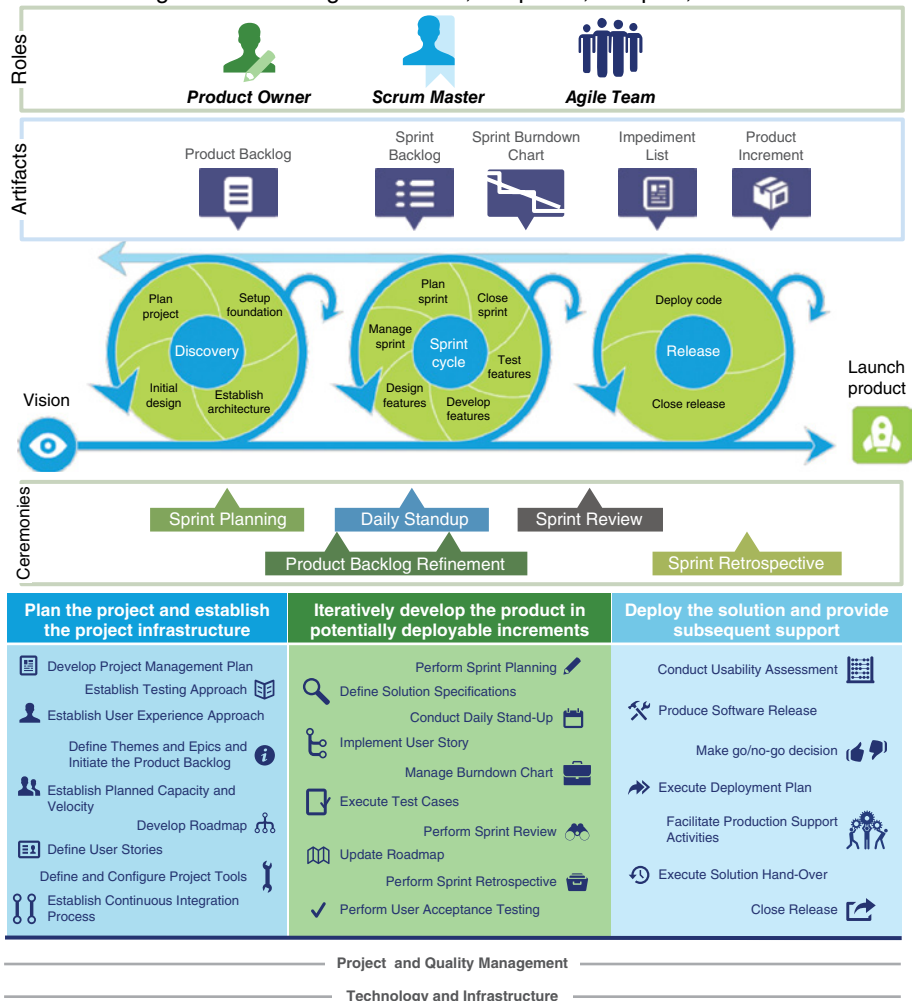 Roles
Product Owner
Scrum Master
Agile Team
Artifacts
Product Backlog
Sprint
Backlog
Sprint Burndown
Chart
Impediment
List
Product
Increment
Vision
Plan
project
Setup
foundation
Discovery
Initial
design
Establish
architecture
Plan
sprint
Close
sprint
Manage
sprint
Sprint
cycle
Test
features
Design
features
Develop
features
Deploy code
Release
Close release
Launch
product
Ceremonies
Sprint Planning
Daily Standup
Sprint Review
Product Backlog Refinement
Sprint Retrospective
Plan the project and establish
the project infrastructure
Develop Project Management Plan
Establish Testing Approach
Establish User Experience Approach
Define Themes and Epics and
Initiate the Product Backlog
Establish Planned Capacity and
Velocity
Develop Roadmap
Define User Stories
Define and Configure Project Tools
Establish Continuous Integration
Process
Iteratively develop the product in
potentially deployable increments
Perform Sprint Planning
Define Solution Specifications
Conduct Daily Stand-Up
Implement User Story
Manage Burndown Chart
Execute Test Cases
Perform Sprint Review
Update Roadmap
Perform Sprint Retrospective
Perform User Acceptance Testing
Deploy the solution and provide
subsequent support
Conduct Usability Assessment
Produce Software Release
Make go/no-go decision
Execute Deployment Plan
Facilitate Production Support
Activities
Execute Solution Hand-Over
Close Release
Project and Quality Management
Technology and Infrastructure